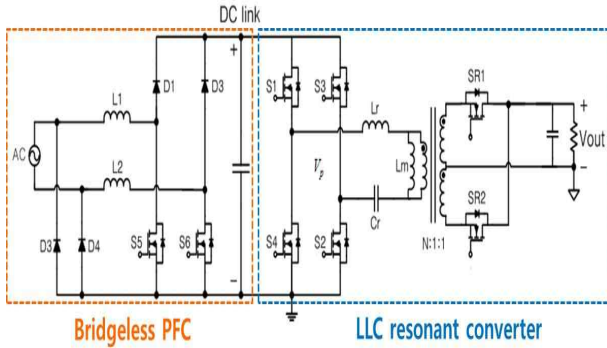 DC link
D1
D3
L1
L2
AC
D3
D4
S5
S6
+
−
S1
S3
Lr
Vp
Lm
Cr
S4
S2
N:1:1
SR1
SR2
+
Vout
−
Bridgeless PFC
LLC resonant converter